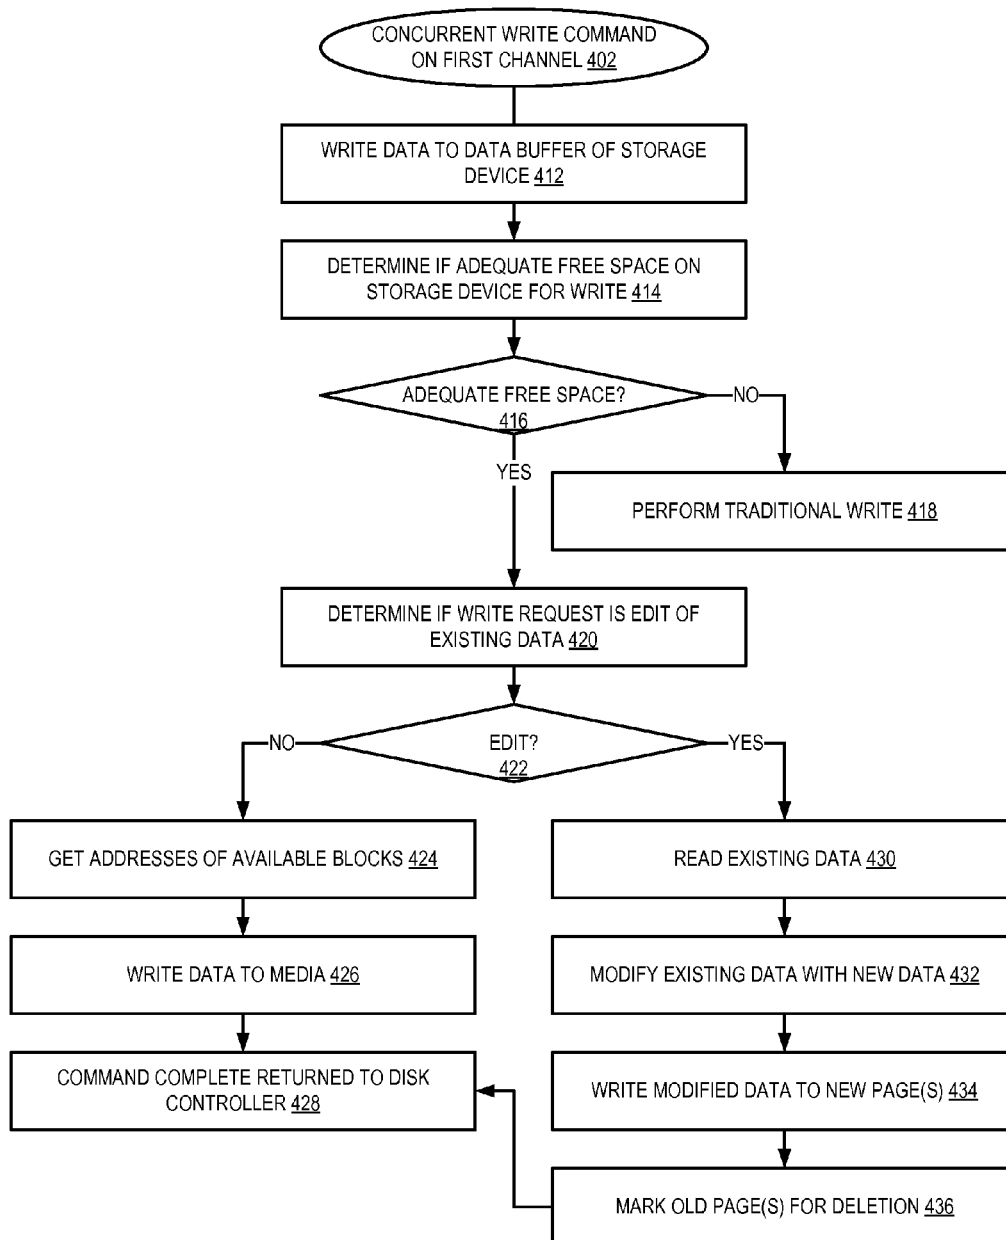 CONCURRENT WRITE COMMAND
ON FIRST CHANNEL 402
WRITE DATA TO DATA BUFFER OF STORAGE
DEVICE 412
DETERMINE IF ADEQUATE FREE SPACE ON
STORAGE DEVICE FOR WRITE 414
ADEQUATE FREE SPACE?
416
NO
YES
PERFORM TRADITIONAL WRITE 418
DETERMINE IF WRITE REQUEST IS EDIT OF
EXISTING DATA 420
NO
EDIT?
422
YES
GET ADDRESSES OF AVAILABLE BLOCKS 424
WRITE DATA TO MEDIA 426
COMMAND COMPLETE RETURNED TO DISK
CONTROLLER 428
READ EXISTING DATA 430
MODIFY EXISTING DATA WITH NEW DATA 432
WRITE MODIFIED DATA TO NEW PAGE(S) 434
MARK OLD PAGE(S) FOR DELETION 436